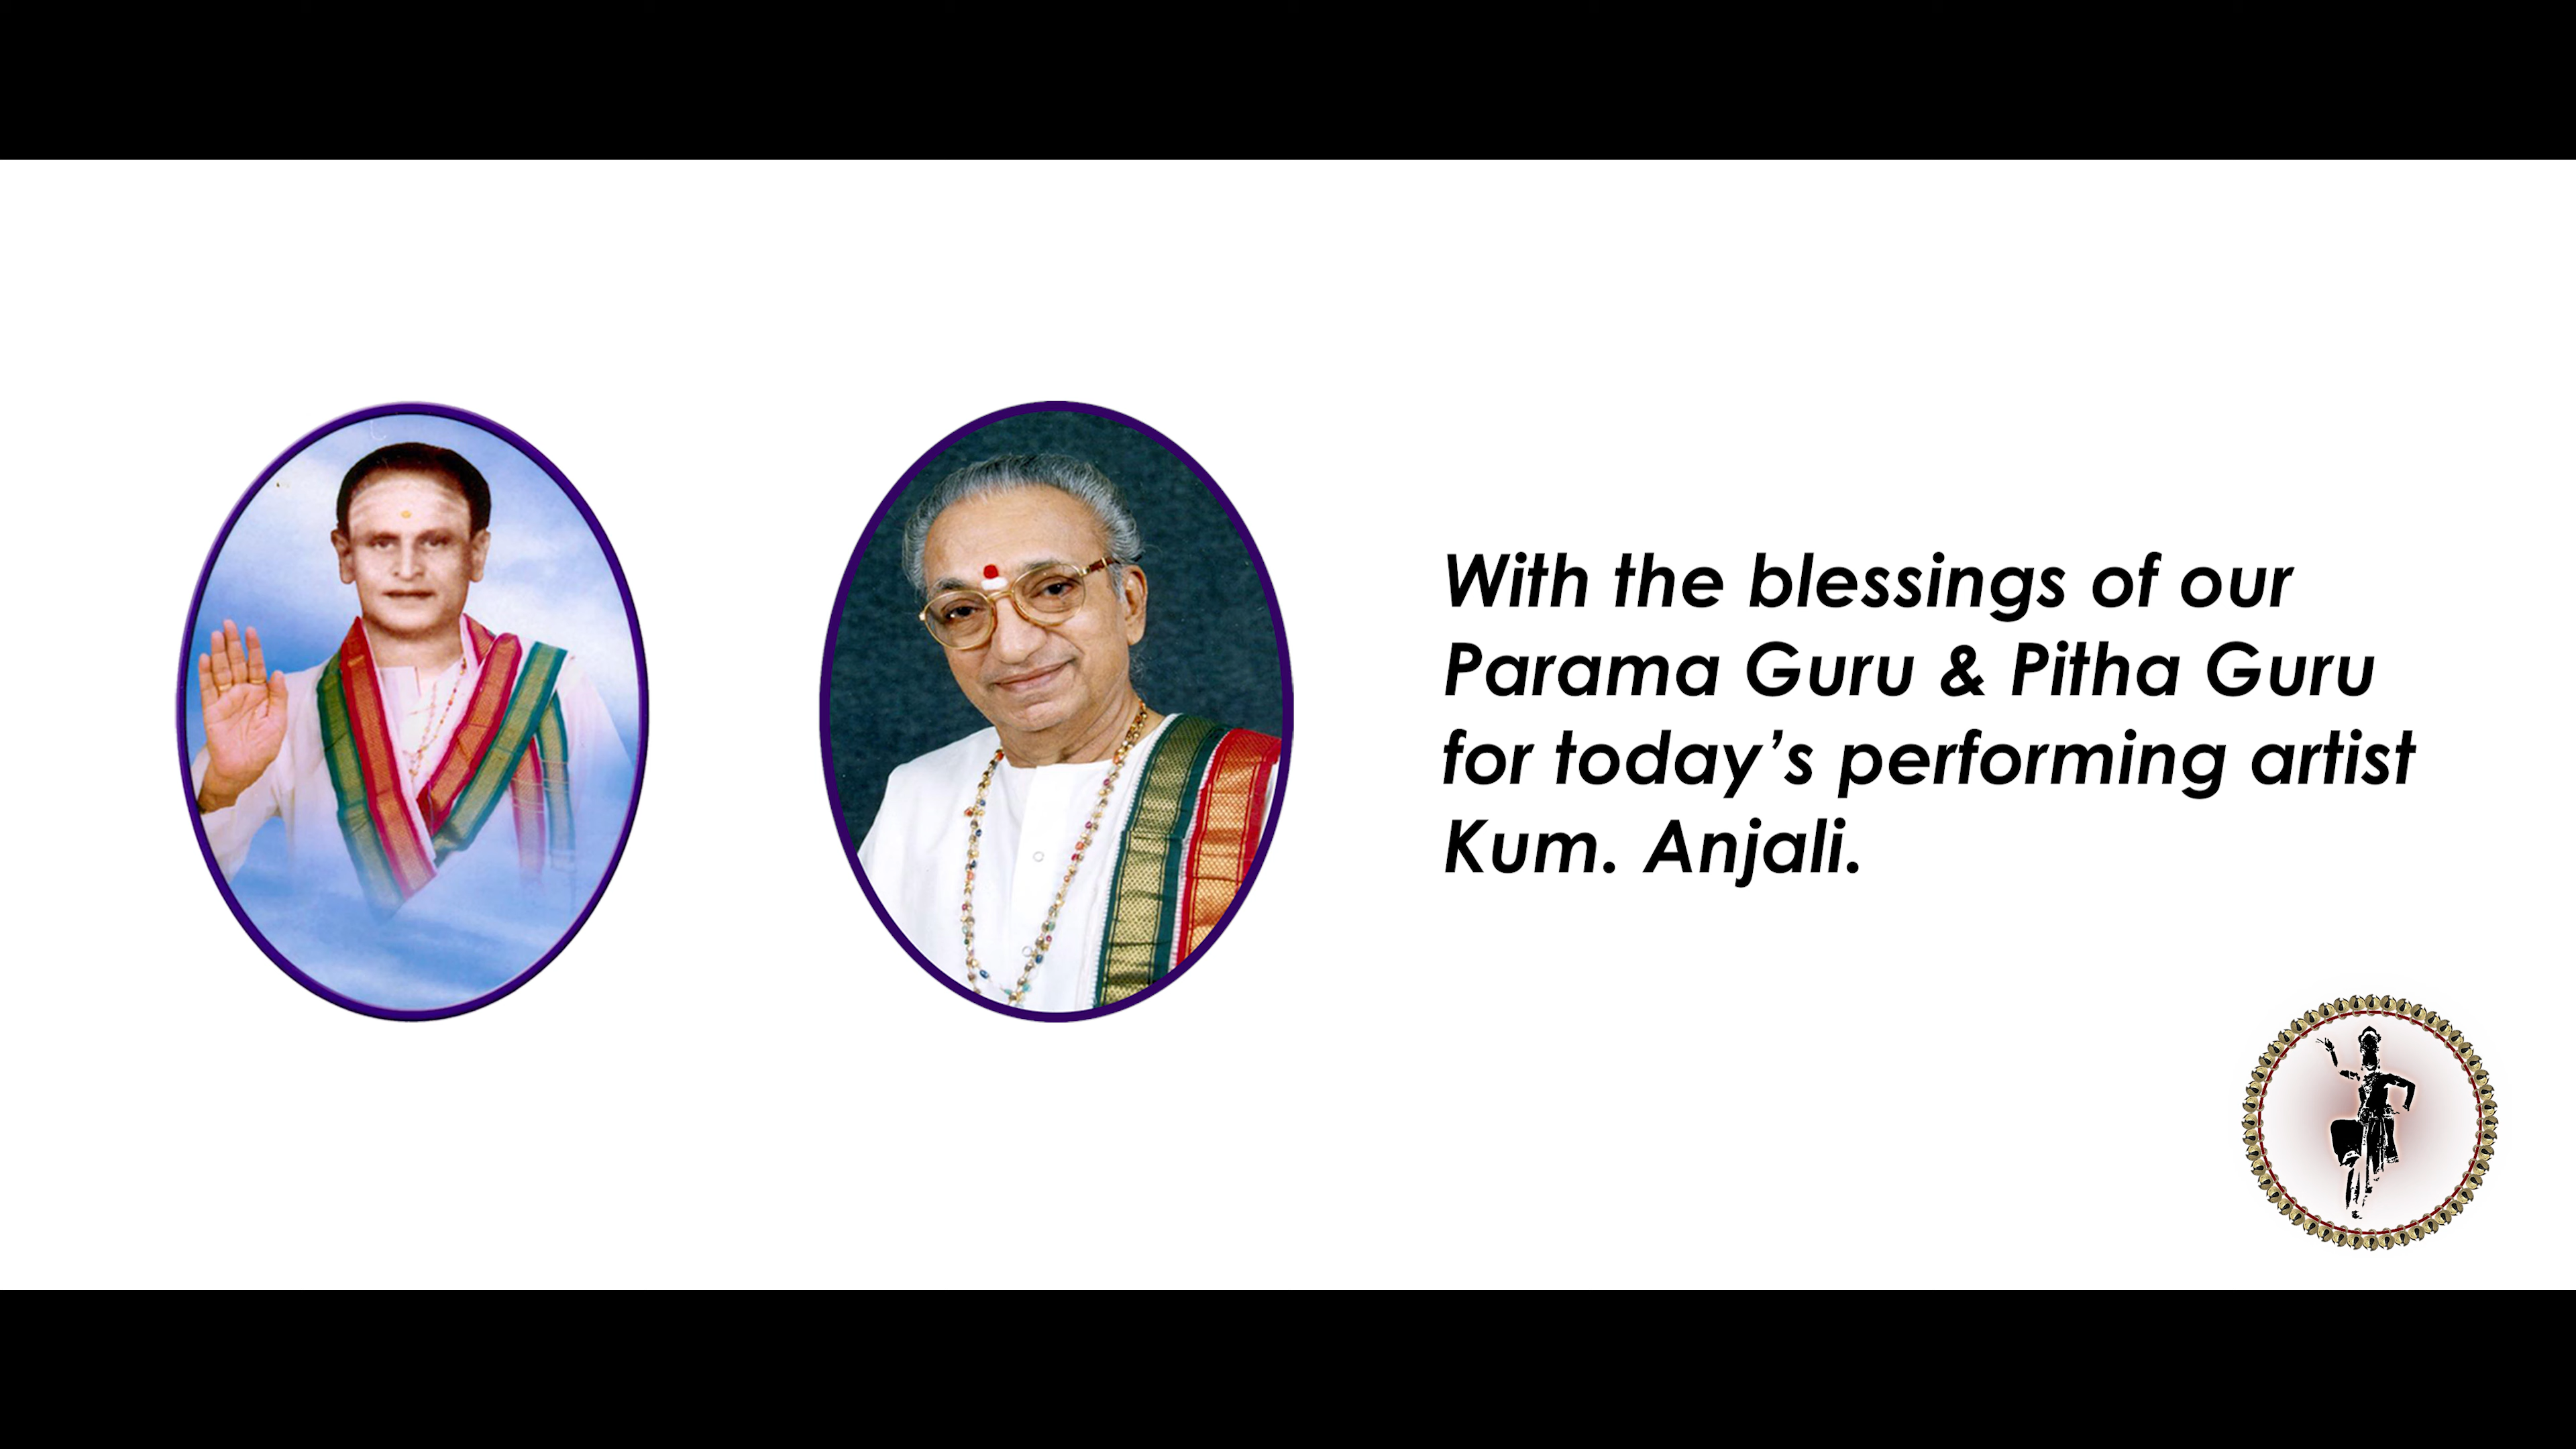 With the blessings of our
Parama Guru & Pitha Guru
for today’s performing artist
Kum. Anjali.